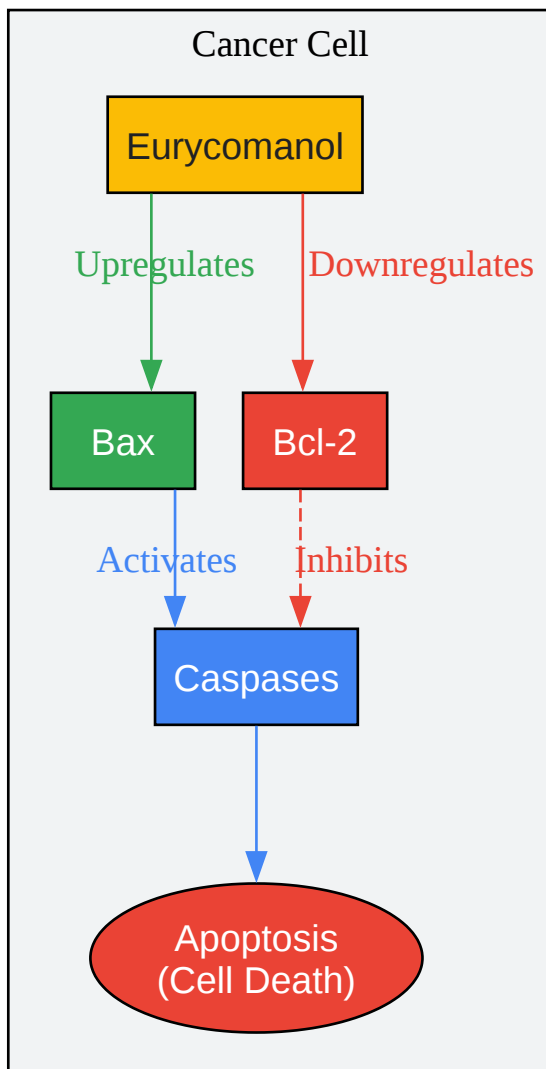 Cancer Cell
Eurycomanol
Upregulates
Downregulates
Bax
Bcl-2
Activates
Inhibits
Caspases
Apoptosis
(Cell Death)